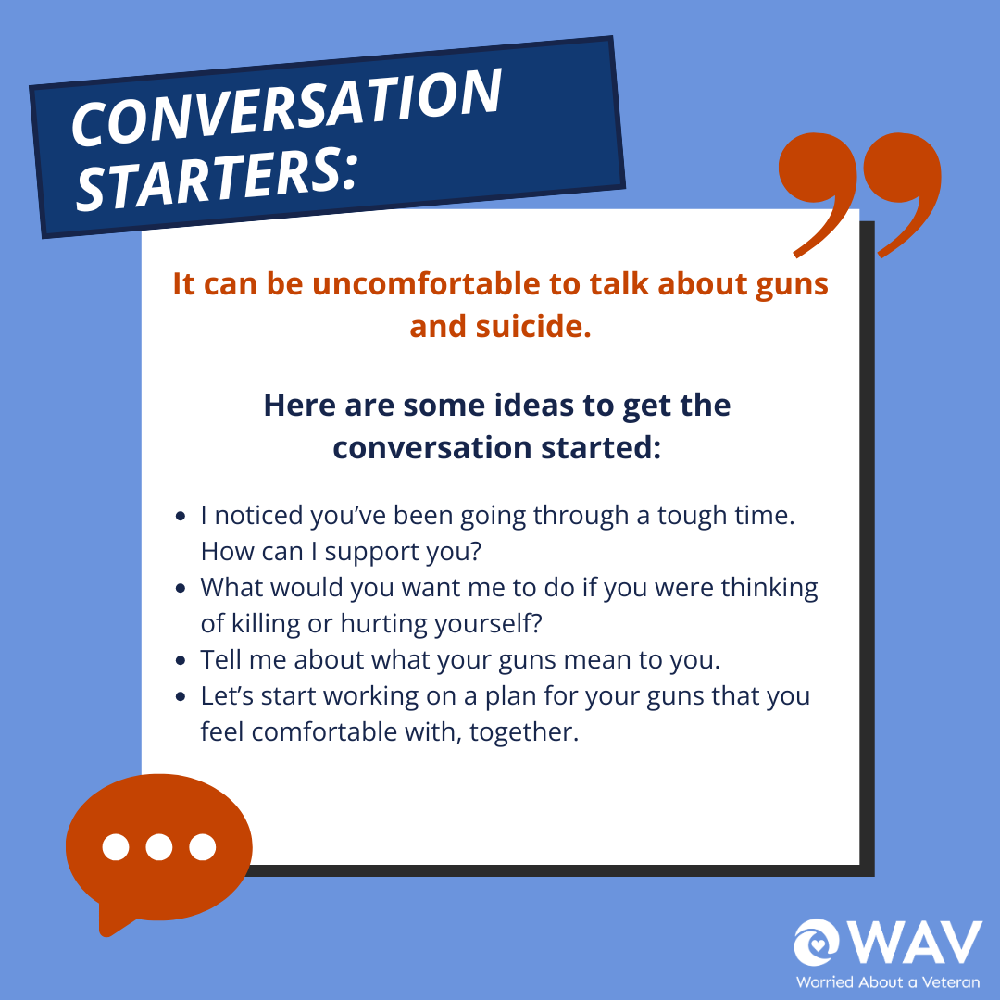 CONVERSATION
STARTERS:
It can be uncomfortable to talk about guns
and suicide.
Here are some ideas to get the
conversation started:
• I noticed you’ve been going through a tough time.
How can I support you?
• What would you want me to do if you were thinking
of killing or hurting yourself?
• Tell me about what your guns mean to you.
• Let’s start working on a plan for your guns that you
feel comfortable with, together.
WAV
Worried About a Veteran